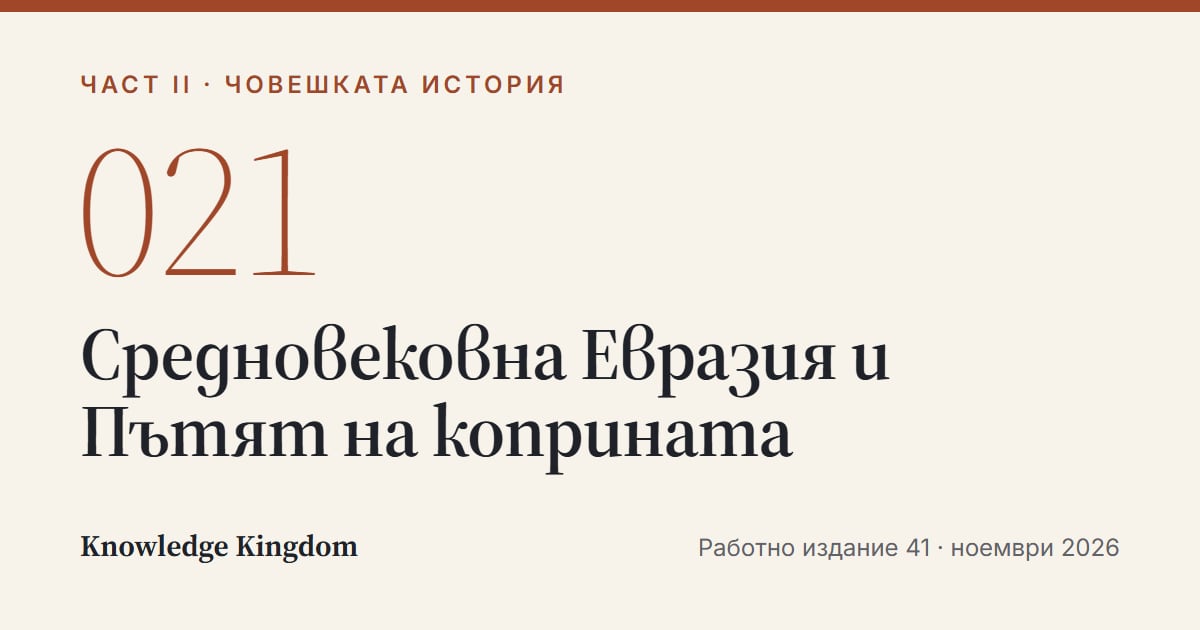 ЧАСТ II · ЧОВЕШКАТА ИСТОРИЯ
021
Средновековна Евразия и
Пътят на коприната
Knowledge Kingdom
Работно издание 41 · ноември 2026